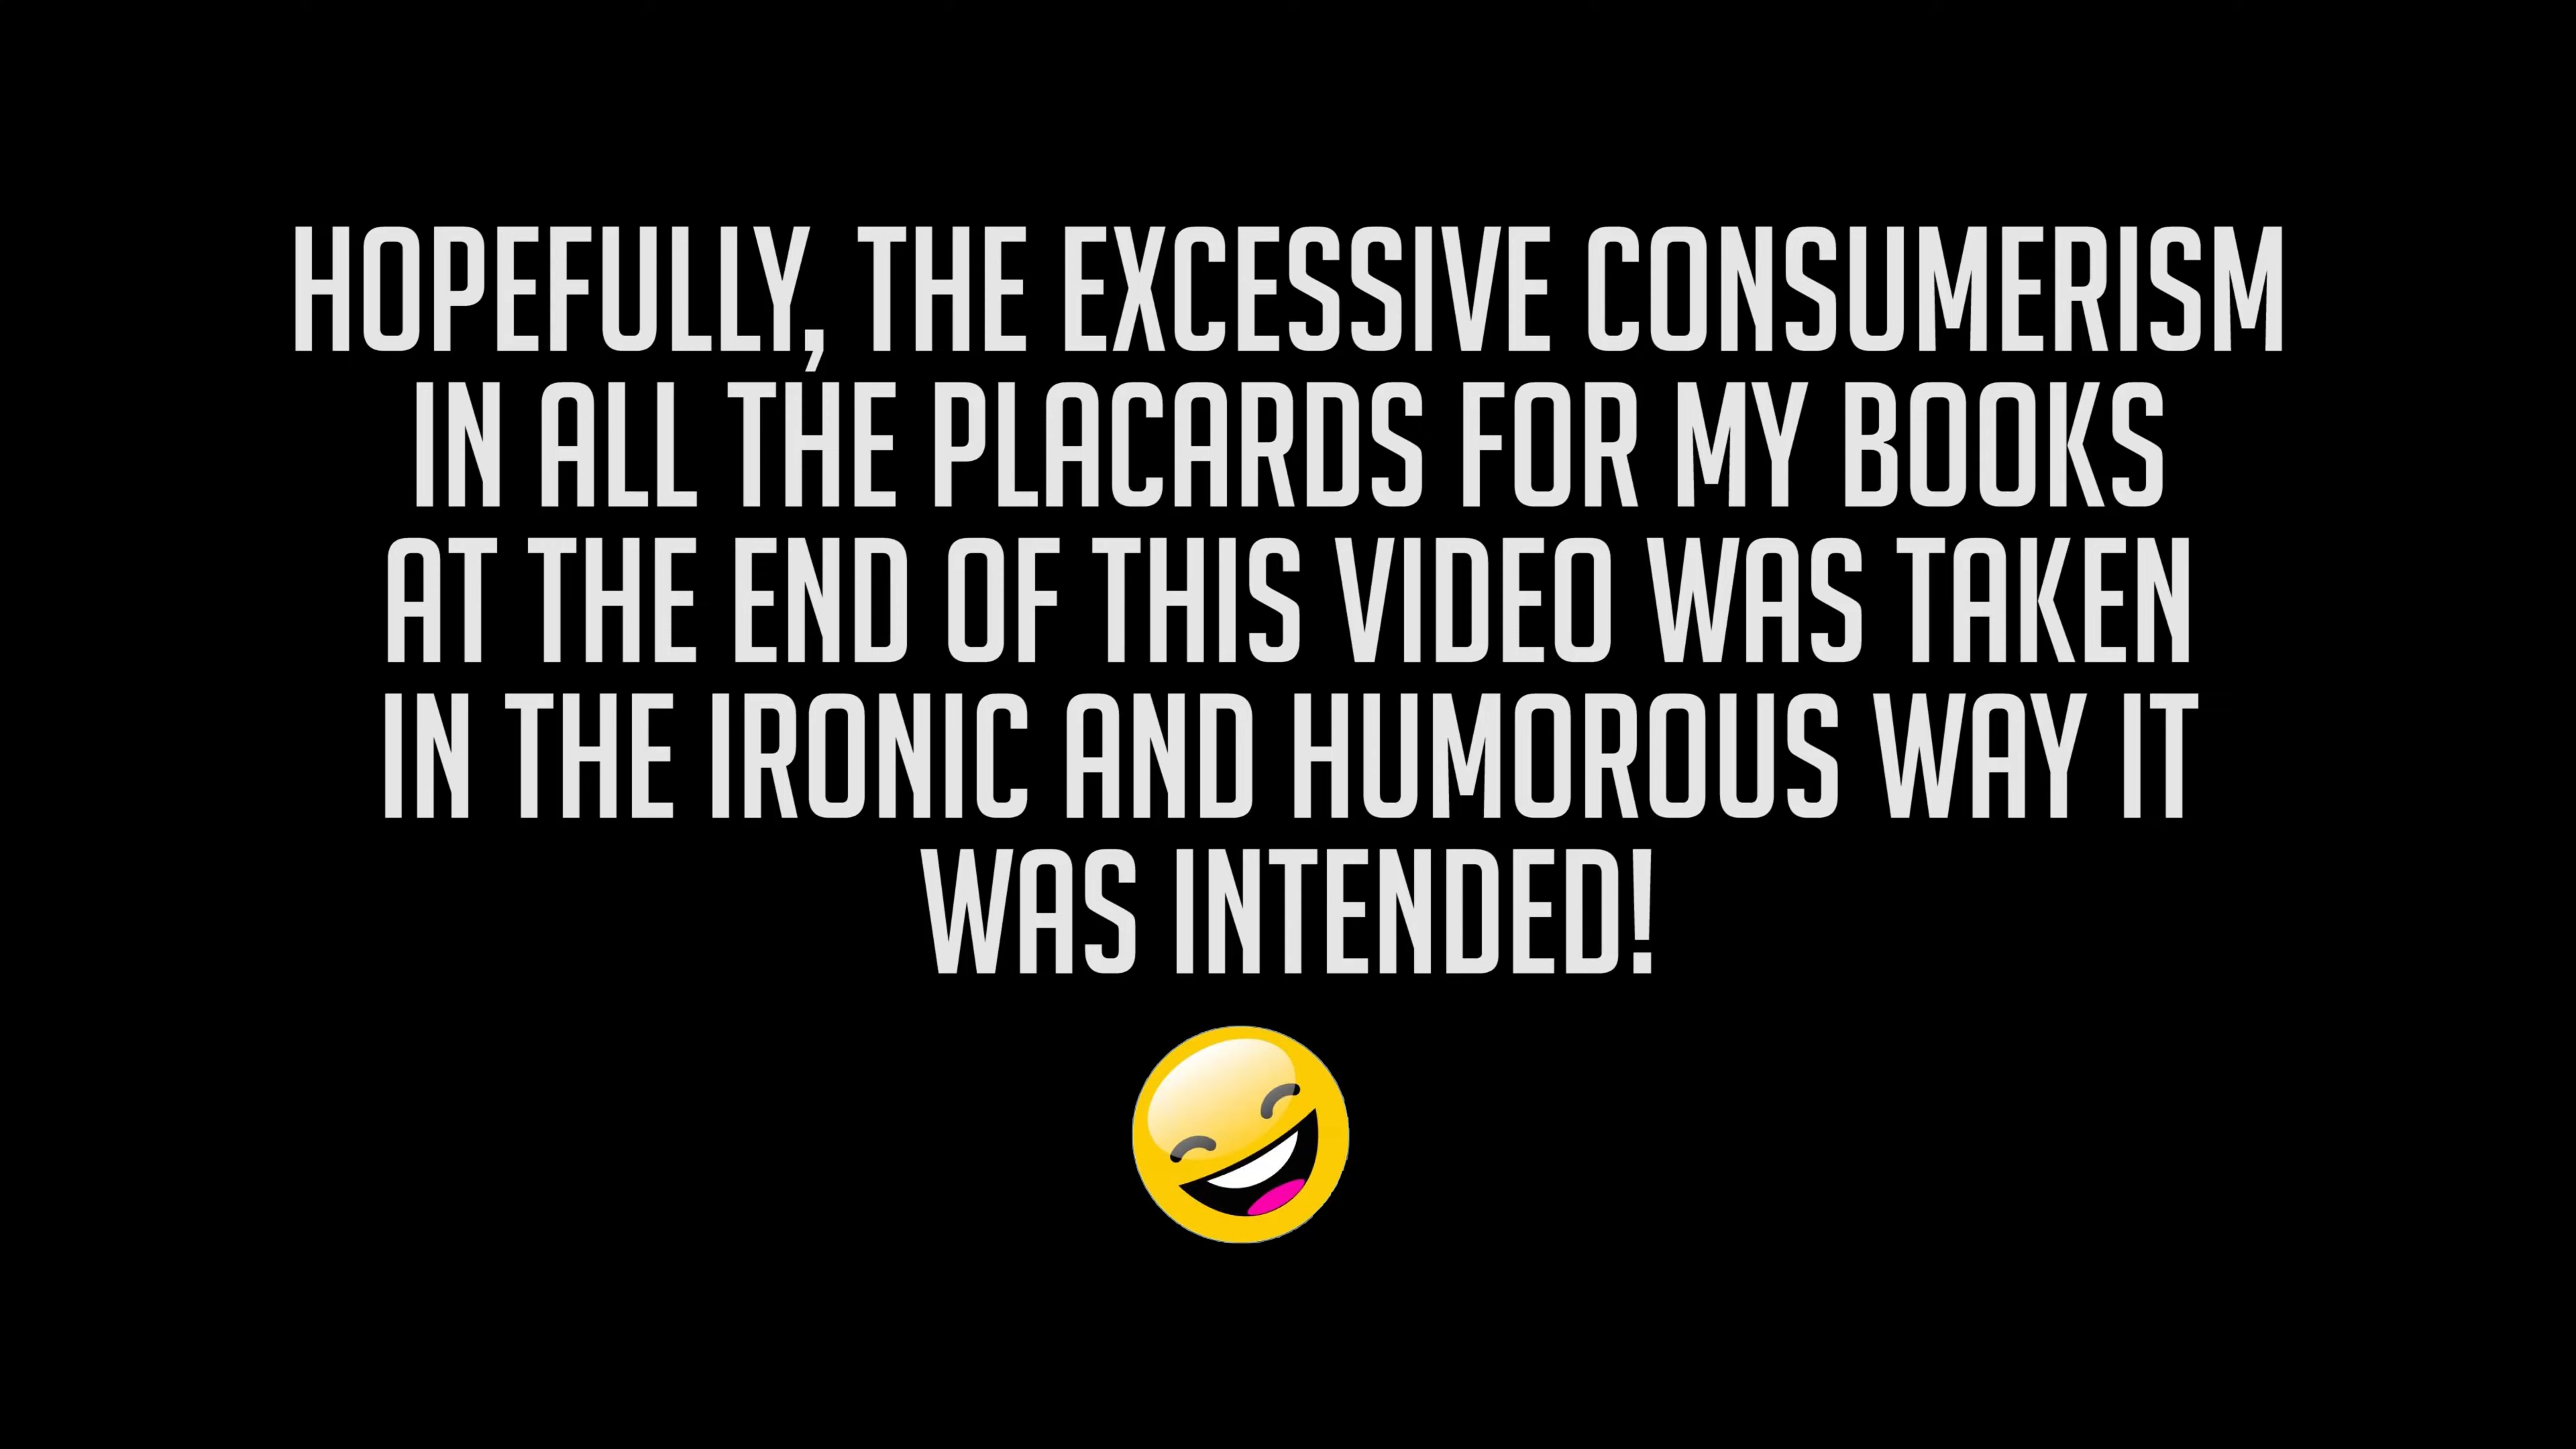 HOPEFULLY, THE EXCESSIVE CONSUMERISM
IN ALL THE PLACARDS FOR MY BOOKS
AT THE END OF THIS VIDEO WAS TAKEN
IN THE IRONIC AND HUMOROUS WAY IT
WAS INTENDED!